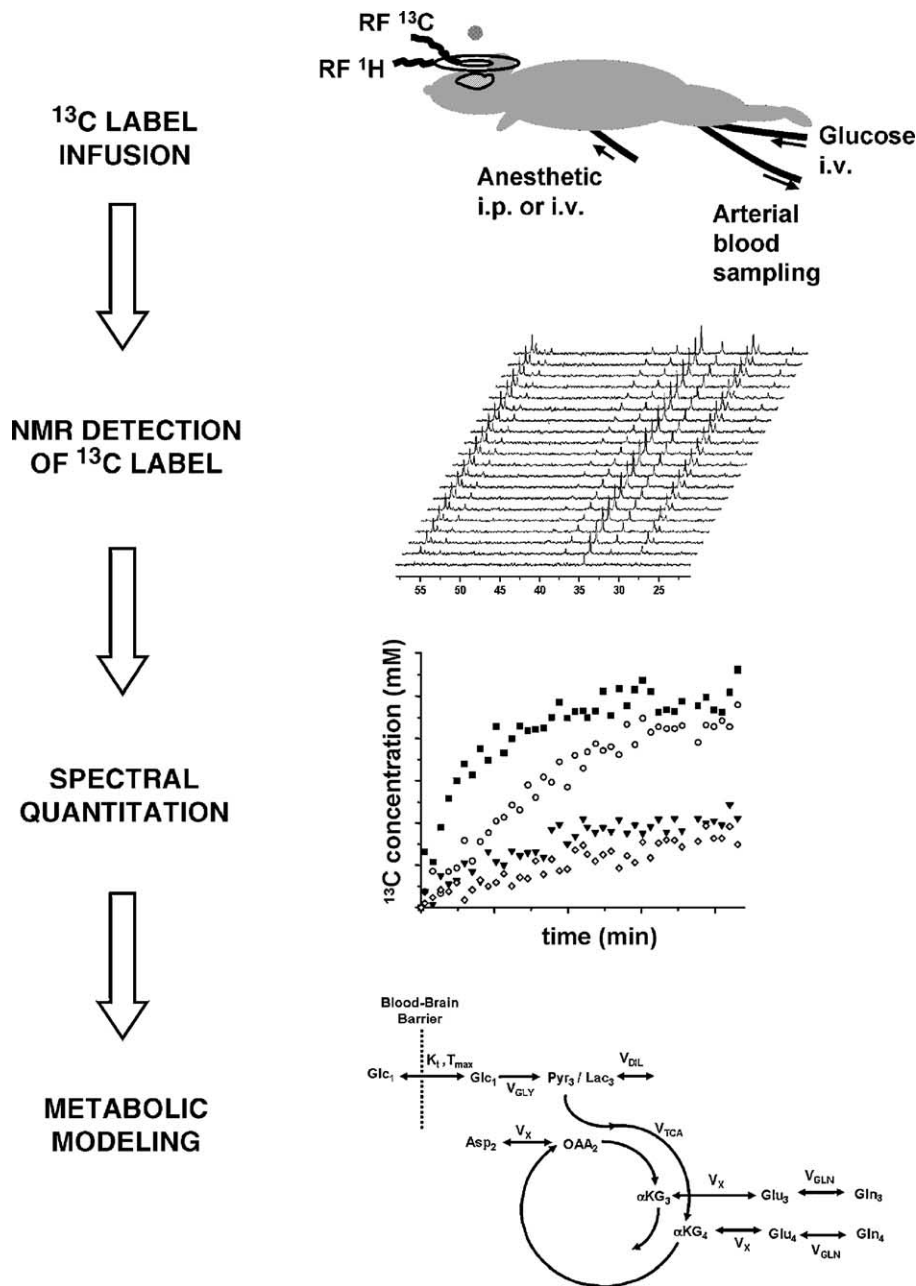 RF ¹³C
RF ¹H
¹³C LABEL
INFUSION
Glucose
i.v.
Anesthetic
i.p. or i.v.
Arterial
blood
sampling
NMR DETECTION
OF ¹³C LABEL
55 50 45 40 35 30 25
SPECTRAL
QUANTITATION
¹³C concentration (mM)
time (min)
METABOLIC
MODELING
Blood-Brain
Barrier
Glc₁
Kₜ , Tₘₐₓ
Glc₁
V_GLY
Pyr₃ / Lac₃
V_DIL
V_TCA
Asp₂
V_X
OAA₂
αKG₃
V_X
Glu₃
V_GLN
Gln₃
αKG₄
V_X
Glu₄
V_GLN
Gln₄